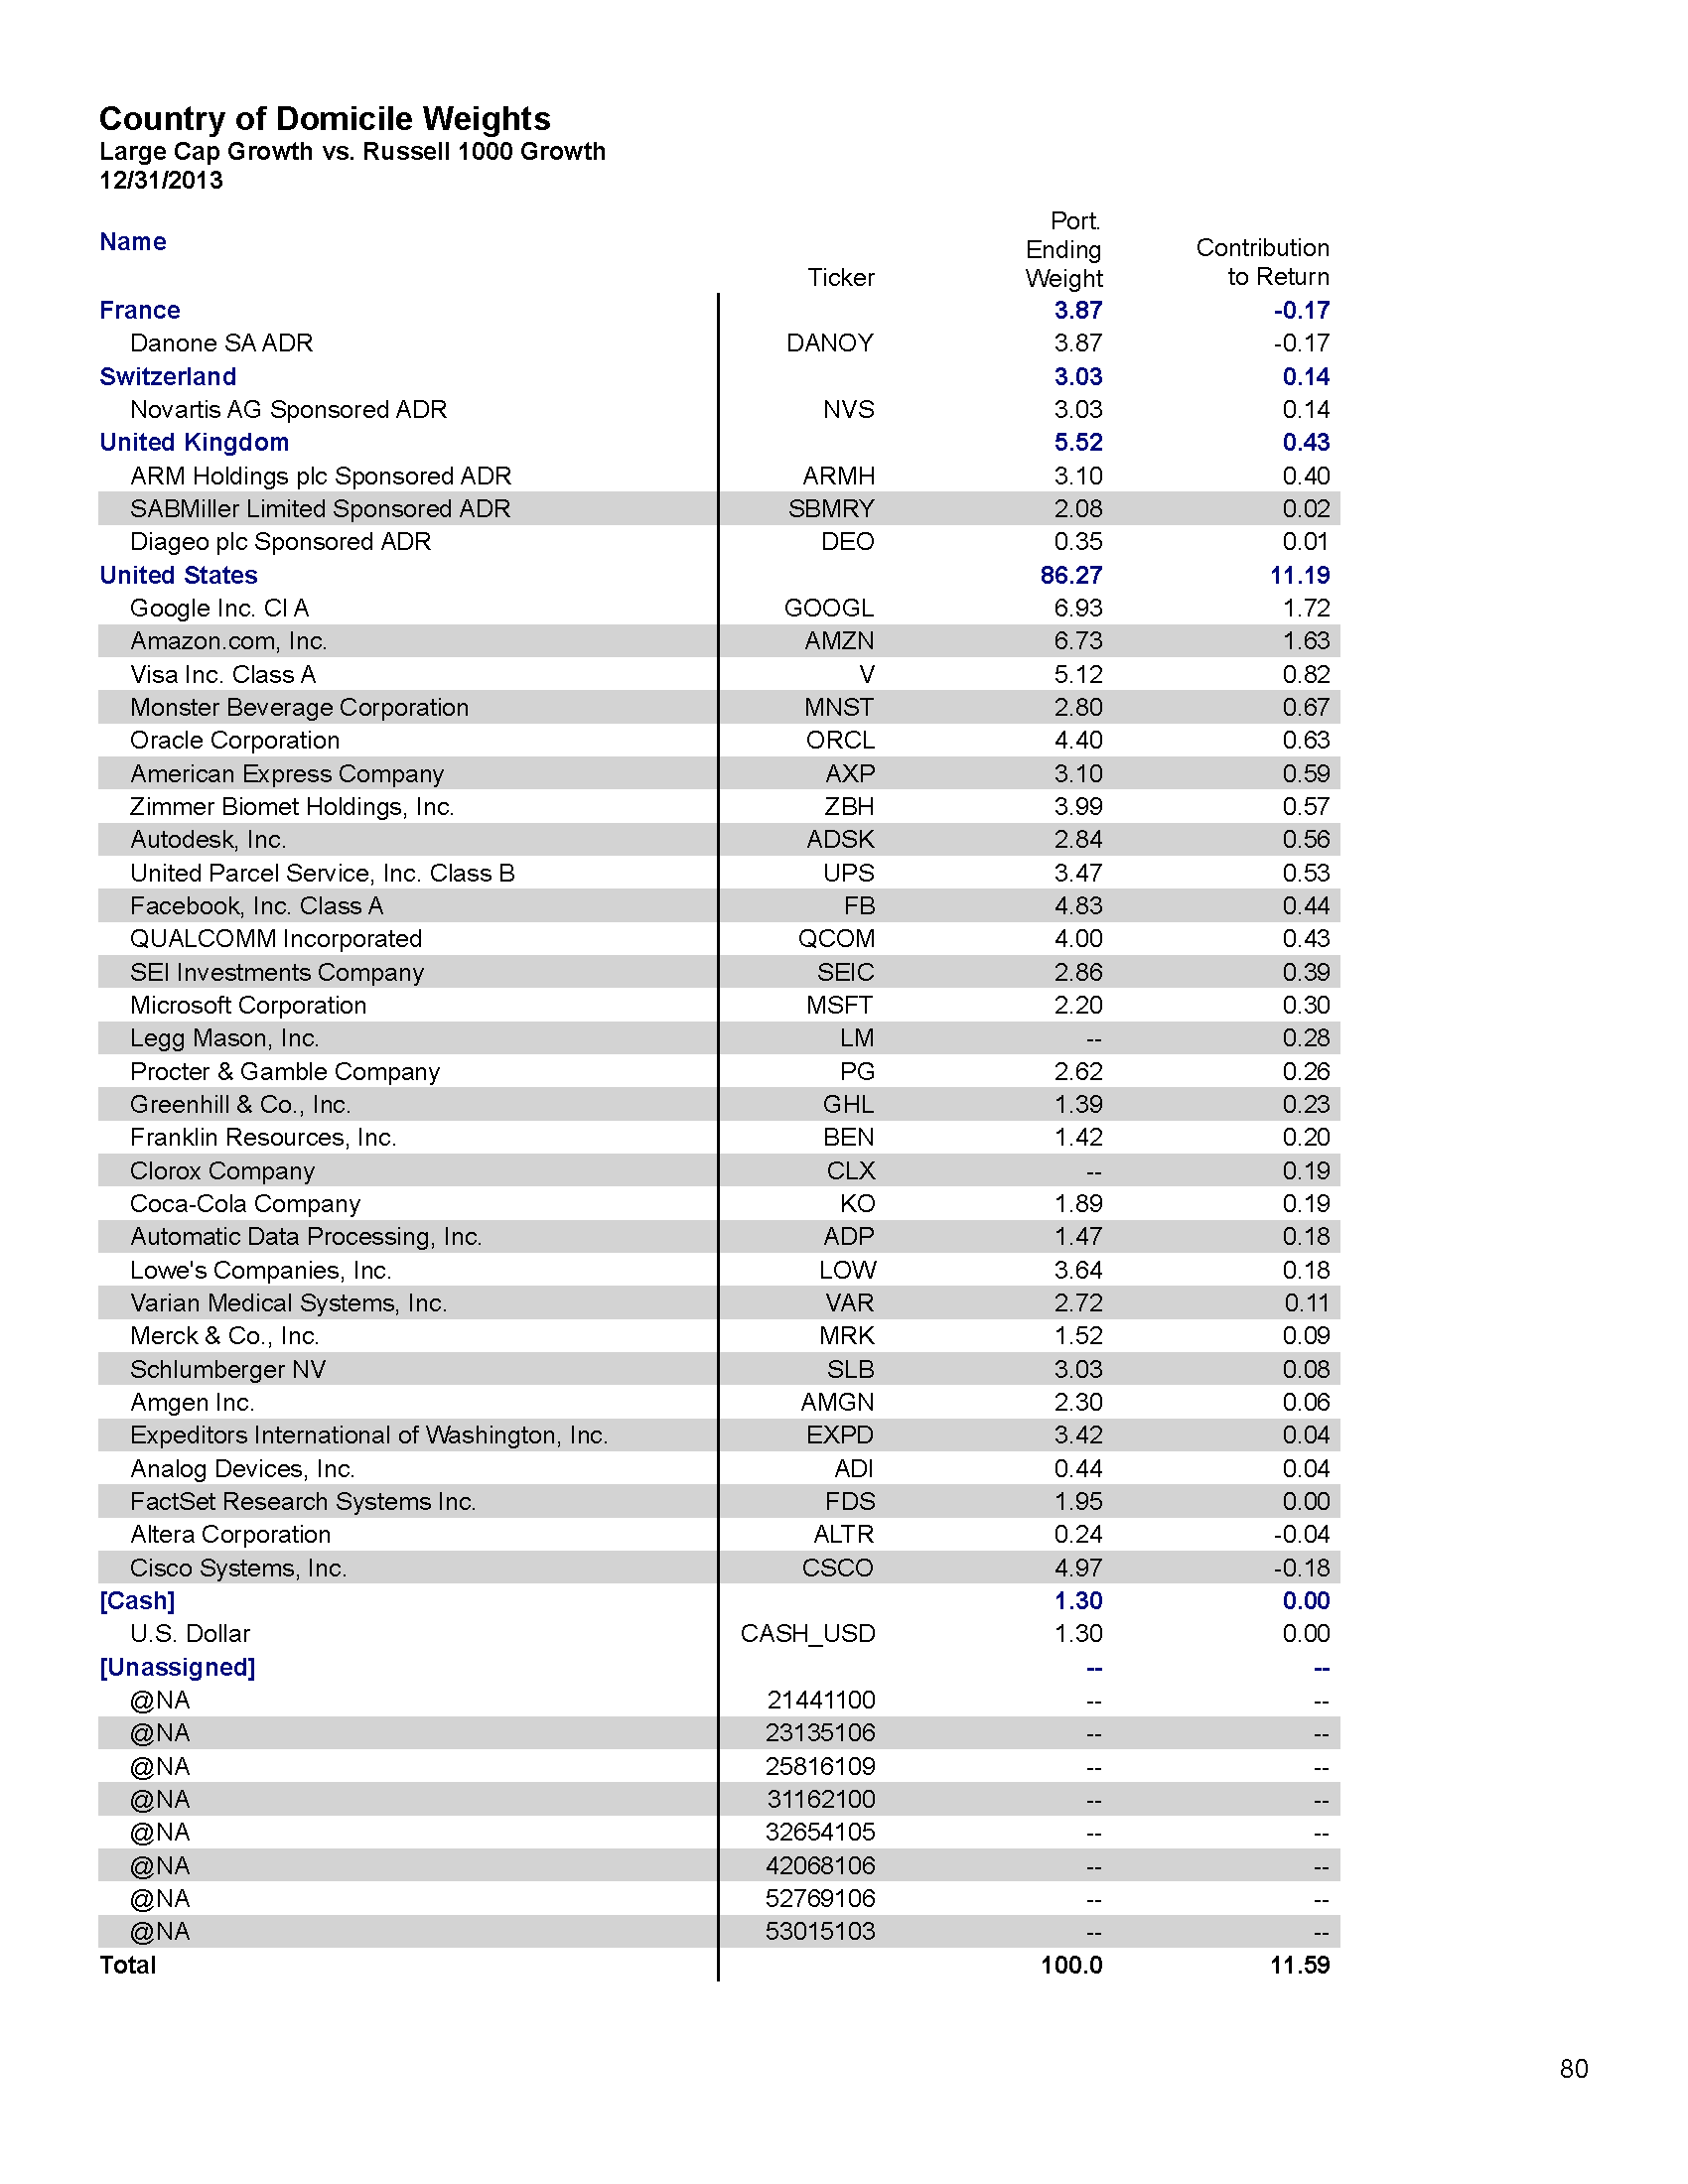 Country of Domicile Weights
Large Cap Growth vs. Russell 1000 Growth
12/31/2013
Name Ticker Port. Ending Weight Contribution to Return
France 3.87 -0.17
Danone SA ADR DANOY 3.87 -0.17
Switzerland 3.03 0.14
Novartis AG Sponsored ADR NVS 3.03 0.14
United Kingdom 5.52 0.43
ARM Holdings plc Sponsored ADR ARMH 3.10 0.40
SABMiller Limited Sponsored ADR SBMRY 2.08 0.02
Diageo plc Sponsored ADR DEO 0.35 0.01
United States 86.27 11.19
Google Inc. Cl A GOOGL 6.93 1.72
Amazon.com, Inc. AMZN 6.73 1.63
Visa Inc. Class A V 5.12 0.82
Monster Beverage Corporation MNST 2.80 0.67
Oracle Corporation ORCL 4.40 0.63
American Express Company AXP 3.10 0.59
Zimmer Biomet Holdings, Inc. ZBH 3.99 0.57
Autodesk, Inc. ADSK 2.84 0.56
United Parcel Service, Inc. Class B UPS 3.47 0.53
Facebook, Inc. Class A FB 4.83 0.44
QUALCOMM Incorporated QCOM 4.00 0.43
SEI Investments Company SEIC 2.86 0.39
Microsoft Corporation MSFT 2.20 0.30
Legg Mason, Inc. LM -- 0.28
Procter & Gamble Company PG 2.62 0.26
Greenhill & Co., Inc. GHL 1.39 0.23
Franklin Resources, Inc. BEN 1.42 0.20
Clorox Company CLX -- 0.19
Coca-Cola Company KO 1.89 0.19
Automatic Data Processing, Inc. ADP 1.47 0.18
Lowe's Companies, Inc. LOW 3.64 0.18
Varian Medical Systems, Inc. VAR 2.72 0.11
Merck & Co., Inc. MRK 1.52 0.09
Schlumberger NV SLB 3.03 0.08
Amgen Inc. AMGN 2.30 0.06
Expeditors International of Washington, Inc. EXPD 3.42 0.04
Analog Devices, Inc. ADI 0.44 0.04
FactSet Research Systems Inc. FDS 1.95 0.00
Altera Corporation ALTR 0.24 -0.04
Cisco Systems, Inc. CSCO 4.97 -0.18
[Cash] 1.30 0.00
U.S. Dollar CASH_USD 1.30 0.00
[Unassigned] -- --
@NA 21441100 -- --
@NA 23135106 -- --
@NA 25816109 -- --
@NA 31162100 -- --
@NA 32654105 -- --
@NA 42068106 -- --
@NA 52769106 -- --
@NA 53015103 -- --
Total 100.0 11.59
80